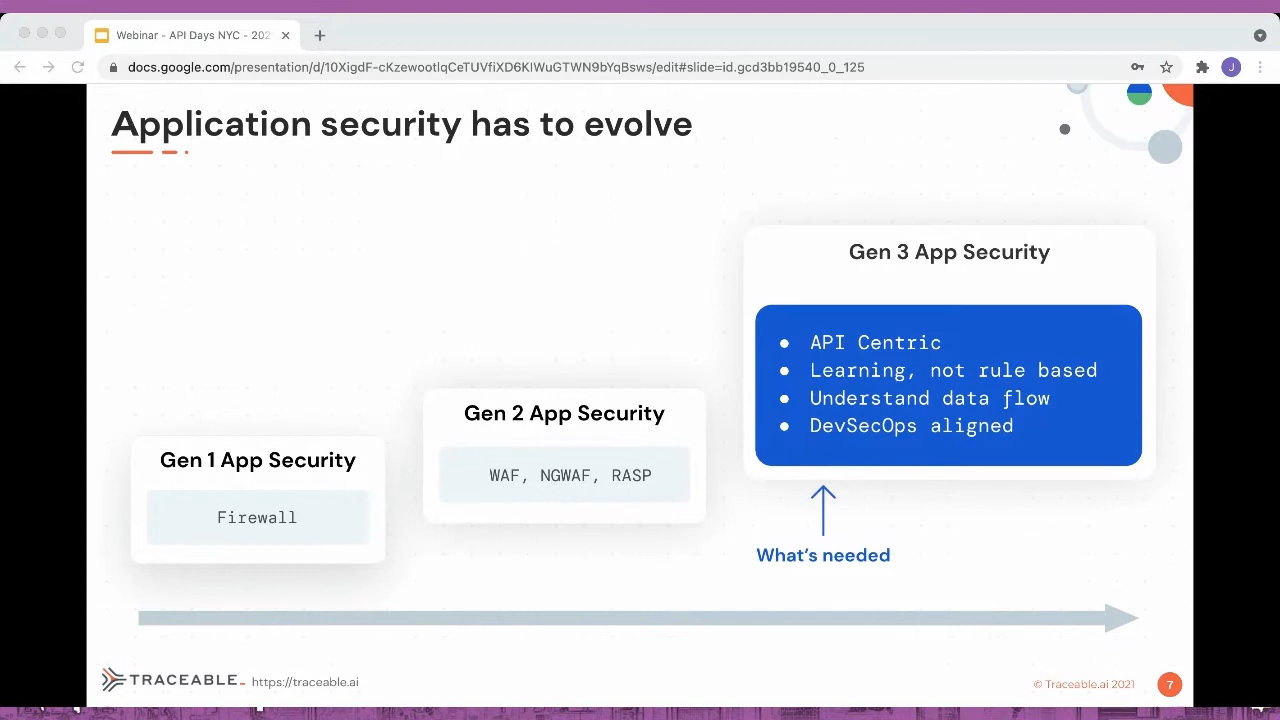 Webinar - API Days NYC - 202
docs.google.com/presentation/d/10XigdF-cKzewootIqCeTUVfiXD6KlWuGTWN9bYqBsws/edit#slide=id.gcd3bb19540_0_125
J
Application security has to evolve
Gen 3 App Security
API Centric
Learning, not rule based
Understand data flow
DevSecOps aligned
Gen 2 App Security
WAF, NGWAF, RASP
Gen 1 App Security
Firewall
What's needed
TRACEABLE
https://traceable.ai
© Traceable.ai 2021
7